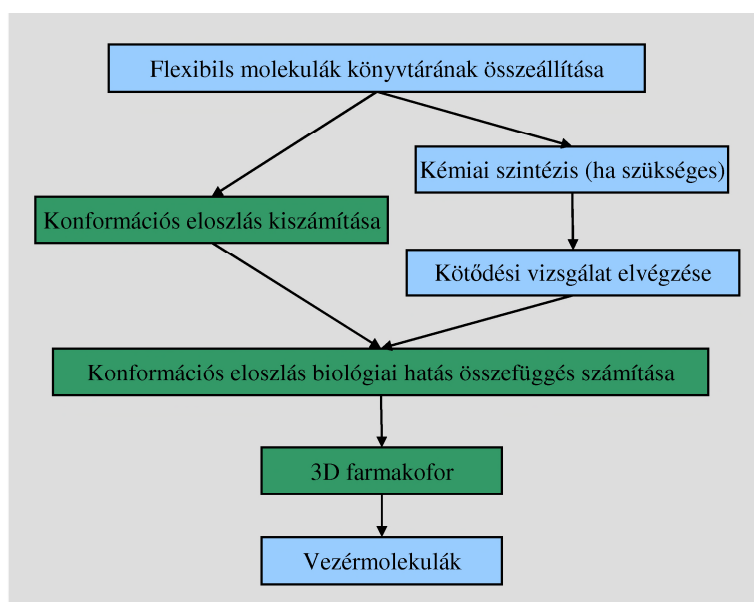 Flexibils molekulák könyvtárának összeállítása
Kémiai szintézis (ha szükséges)
Konformációs eloszlás kiszámítása
Kötődési vizsgálat elvégzése
Konformációs eloszlás biológiai hatás összefüggés számítása
3D farmakofor
Vezérmolekulák